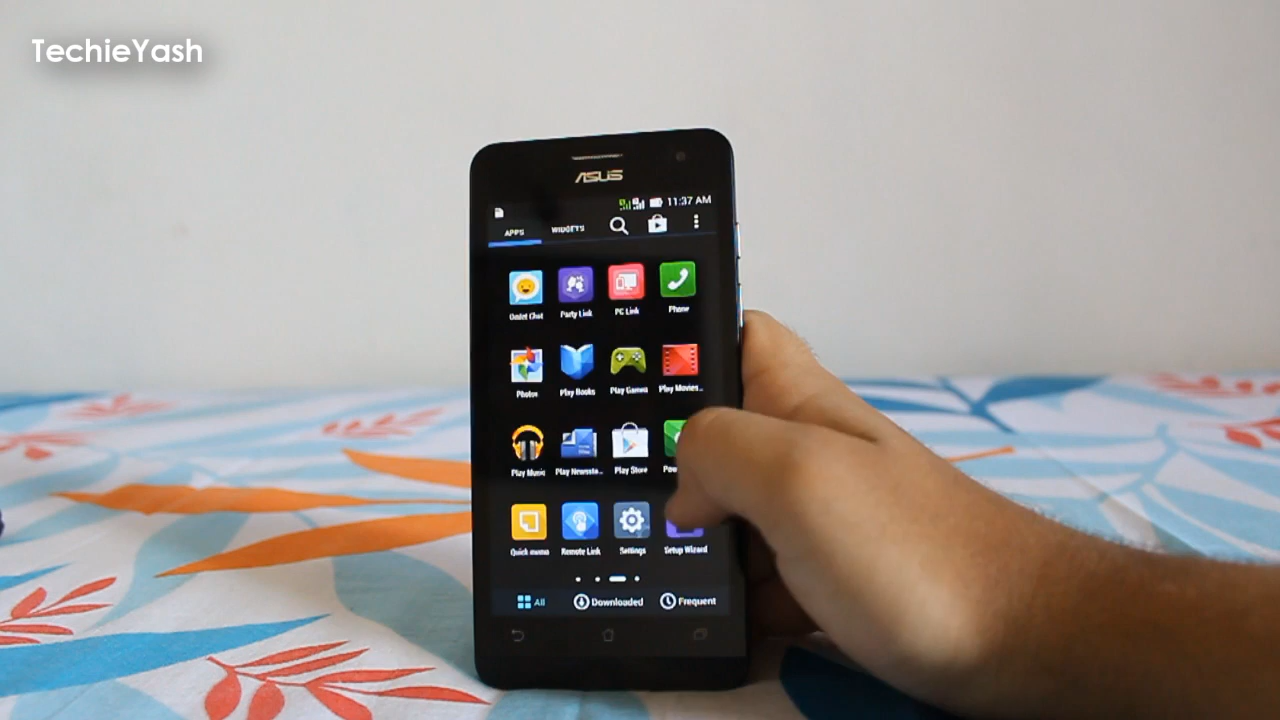 TechieYash
ASUS
11:37 AM
APPS WIDGETS
Omlet Chat Party Link PC Link Phone
Photos Play Books Play Games Play Movies..
Play Music Play Newssta.. Play Store
Quick memo Remote Link Settings Setup Wizard
All Downloaded Frequent